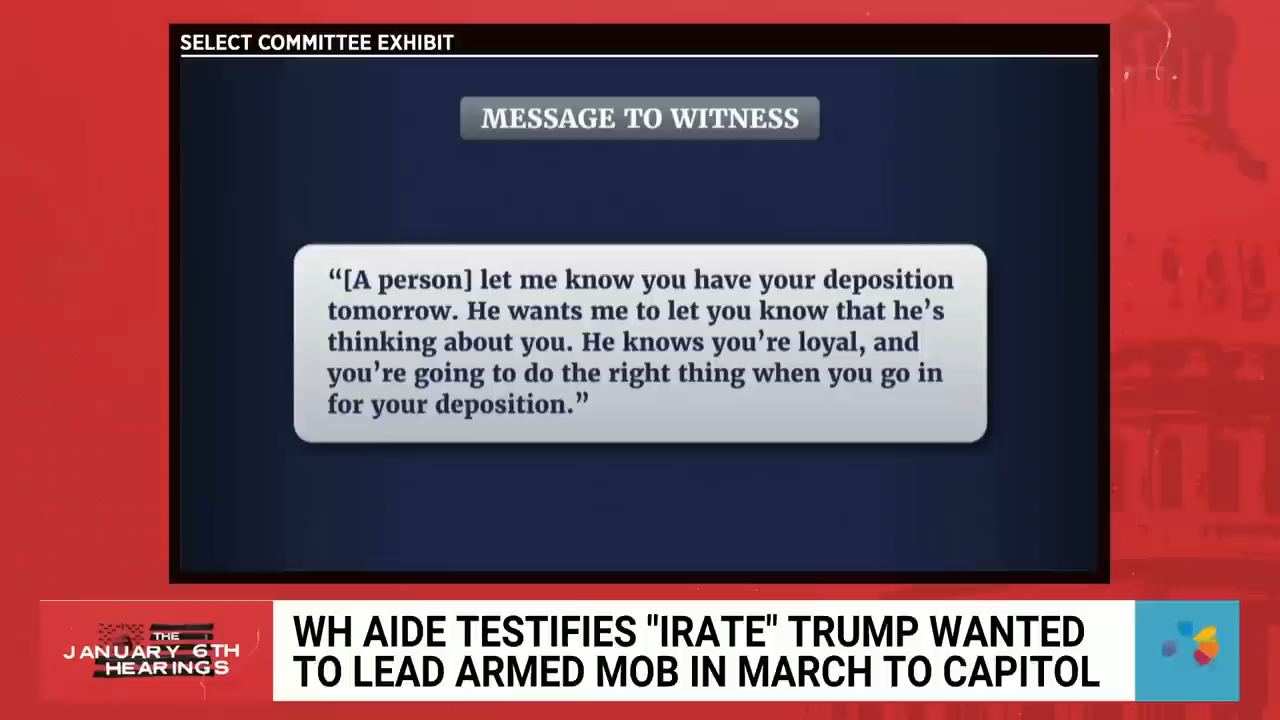 SELECT COMMITTEE EXHIBIT
MESSAGE TO WITNESS
“[A person] let me know you have your deposition
tomorrow. He wants me to let you know that he’s
thinking about you. He knows you’re loyal, and
you’re going to do the right thing when you go in
for your deposition.”
THE
JANUARY 6TH
HEARINGS
WH AIDE TESTIFIES "IRATE" TRUMP WANTED
TO LEAD ARMED MOB IN MARCH TO CAPITOL